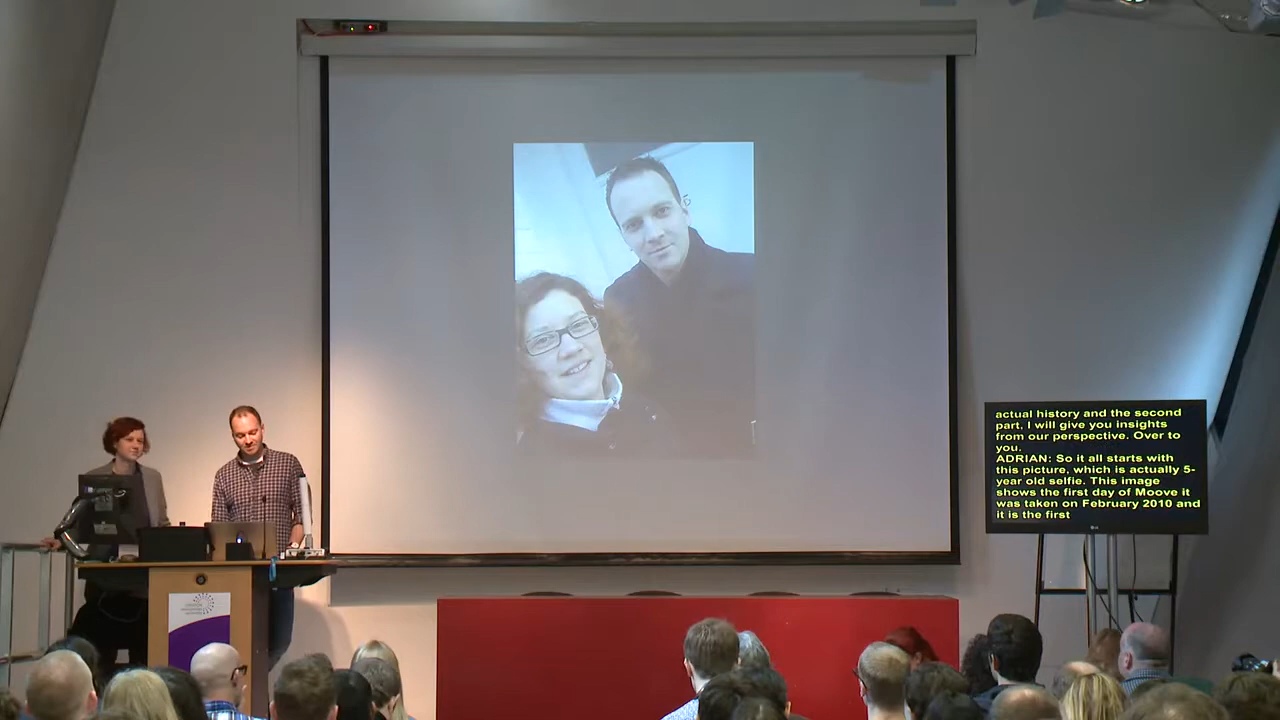 actual history and the second
part, I will give you insights
from our perspective. Over to
you.
ADRIAN: So it all starts with
this picture, which is actually 5-
year old selfie. This image
shows the first day of Moove it
was taken on February 2010 and
it is the first
LG